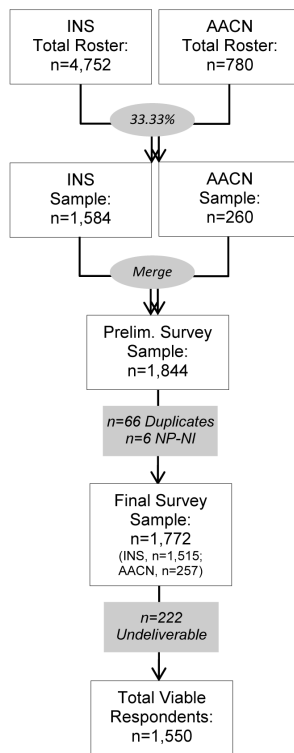 INS
Total Roster:
n=4,752
AACN
Total Roster:
n=780
33.33%
INS
Sample:
n=1,584
AACN
Sample:
n=260
Merge
Prelim. Survey
Sample:
n=1,844
n=66 Duplicates
n=6 NP-NI
Final Survey
Sample:
n=1,772
(INS, n=1,515;
AACN, n=257)
n=222
Undeliverable
Total Viable
Respondents:
n=1,550